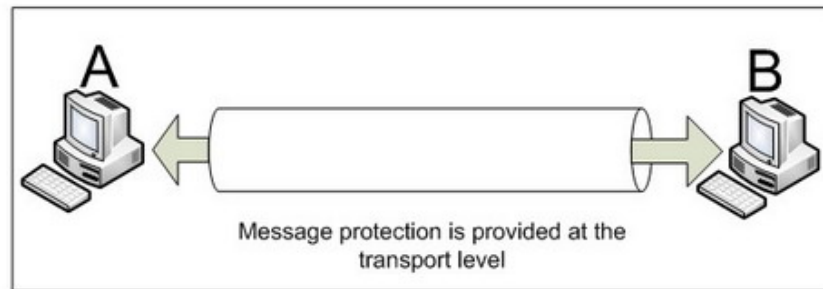 A
B
Message protection is provided at the
transport level